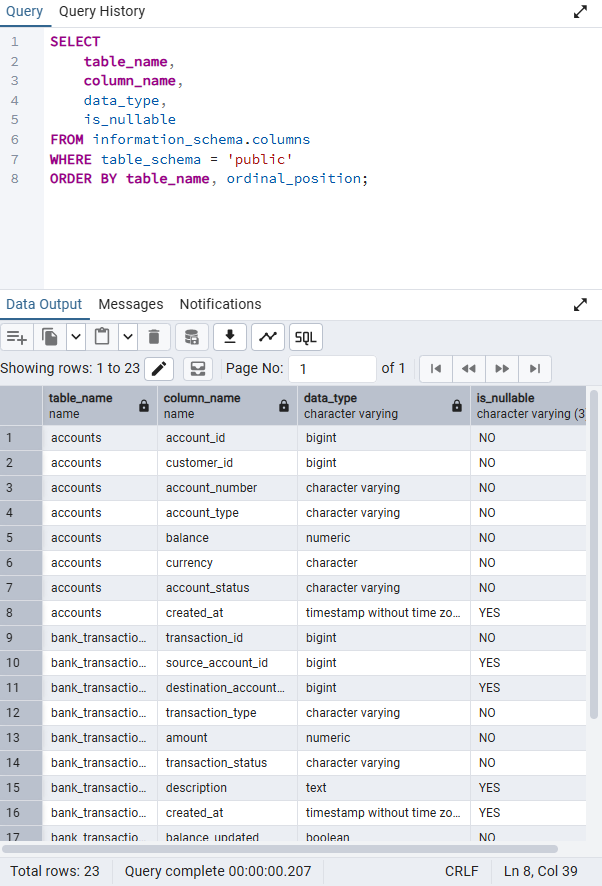 Query Query History
1 SELECT
2 table_name,
3 column_name,
4 data_type,
5 is_nullable
6 FROM information_schema.columns
7 WHERE table_schema = 'public'
8 ORDER BY table_name, ordinal_position;
Data Output Messages Notifications
SQL
Showing rows: 1 to 23 Page No: 1 of 1
table_name column_name data_type is_nullable
name name character varying character varying (3
1 accounts account_id bigint NO
2 accounts customer_id bigint NO
3 accounts account_number character varying NO
4 accounts account_type character varying NO
5 accounts balance numeric NO
6 accounts currency character NO
7 accounts account_status character varying NO
8 accounts created_at timestamp without time zo... YES
9 bank_transactio... transaction_id bigint NO
10 bank_transactio... source_account_id bigint YES
11 bank_transactio... destination_account... bigint YES
12 bank_transactio... transaction_type character varying NO
13 bank_transactio... amount numeric NO
14 bank_transactio... transaction_status character varying NO
15 bank_transactio... description text YES
16 bank_transactio... created_at timestamp without time zo... YES
17 bank_transactio... balance_updated boolean NO
Total rows: 23 Query complete 00:00:00.207 CRLF Ln 8, Col 39